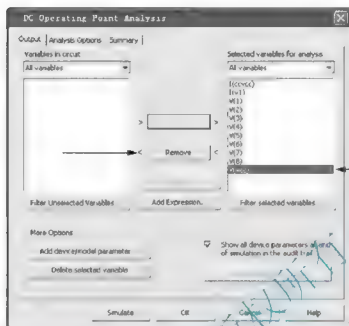 DC Operating Point Analysis
Output Analysis Options Summary
Variables in circuit
Selected variables for analysis
All variables
All variables
I(ccvcc)
I(v1)
V(1)
V(2)
V(3)
V(4)
V(5)
V(6)
V(7)
V(8)
> >
< Remove <
Filter Unselected Variables
Add Expression...
Filter selected variables
More Options
Add device/model parameter
Delete selected variable
Show all device parameters at end
of simulation in the audit trail
Simulate
OK
Cancel
Help